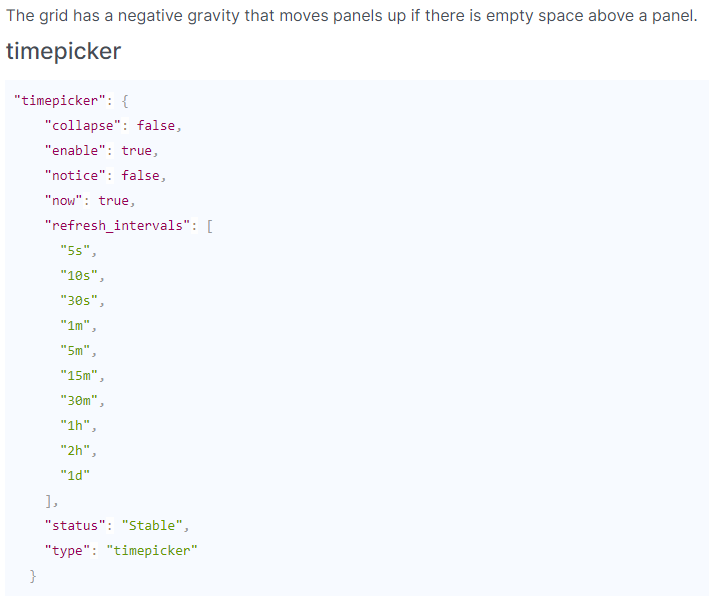 The grid has a negative gravity that moves panels up if there is empty space above a panel.
timepicker
"timepicker": {
    "collapse": false,
    "enable": true,
    "notice": false,
    "now": true,
    "refresh_intervals": [
      "5s",
      "10s",
      "30s",
      "1m",
      "5m",
      "15m",
      "30m",
      "1h",
      "2h",
      "1d"
    ],
    "status": "Stable",
    "type": "timepicker"
  }